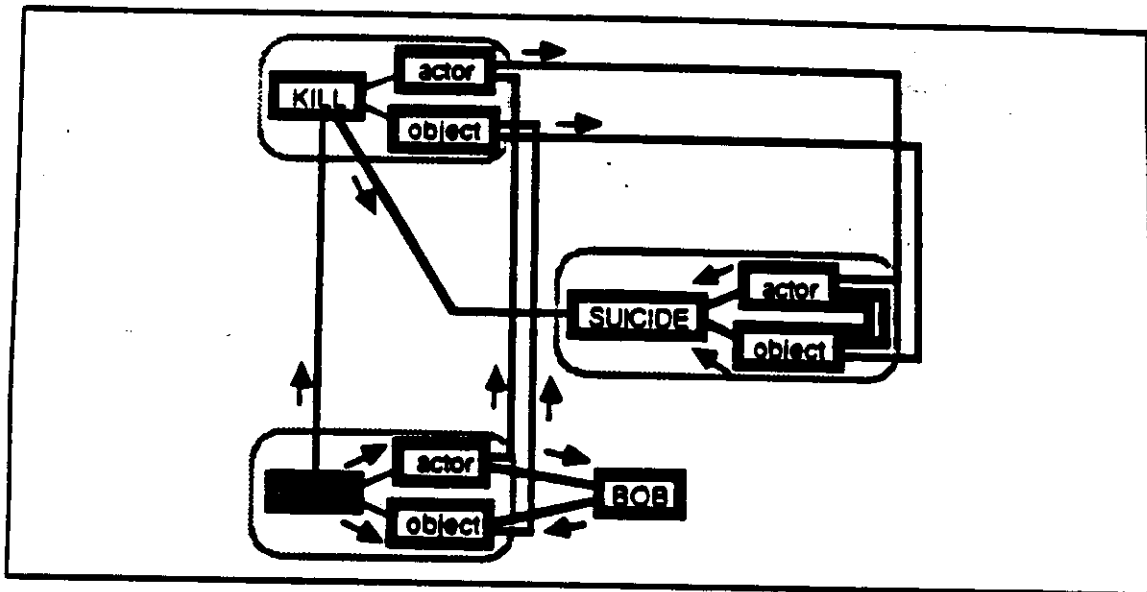 actor
KILL
object
actor
SUICIDE
object
actor
BOB
object